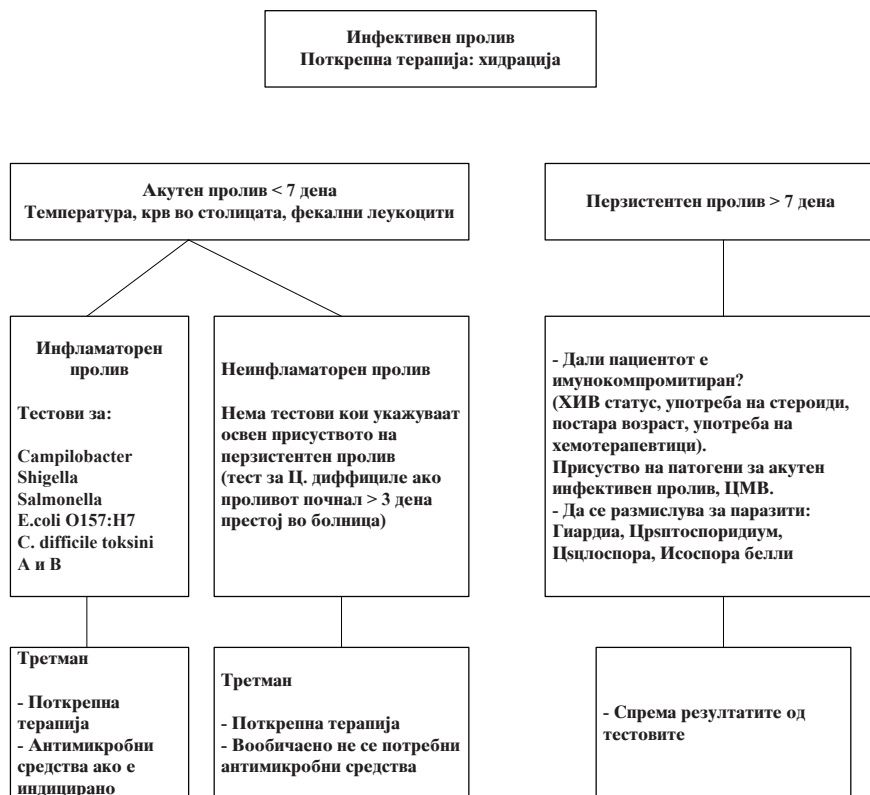 Инфективен пролив
Поткрепна терапија: хидрација
Акутен пролив < 7 дена
Температура, крв во столицата, фекални леукоцити
Перзистентен пролив > 7 дена
Инфламаторен
пролив
Тестови за:
Campilobacter
Shigella
Salmonella
E.coli O157:H7
C. difficile toksini
A и B
Неинфламаторен пролив
Нема тестови кои укажуваат
освен присуството на
перзистентен пролив
(тест за Ц. диффициле ако
проливот почнал > 3 дена
престој во болница)
- Дали пациентот е
имунокомпромитиран?
(ХИВ статус, употреба на стероиди,
постара возраст, употреба на
хемотерапевтици).
Присуство на патогени за акутен
инфективен пролив, ЦМВ.
- Да се размислува за паразити:
Гиардиа, Црѕптоспоридиум,
Цѕцлоспора, Исоспора белли
Третман
- Поткрепна
терапија
- Антимикробни
средства ако е
индицирано
Третман
- Поткрепна терапија
- Вообичаено не се потребни
антимикробни средства
- Спрема резултатите од
тестовите